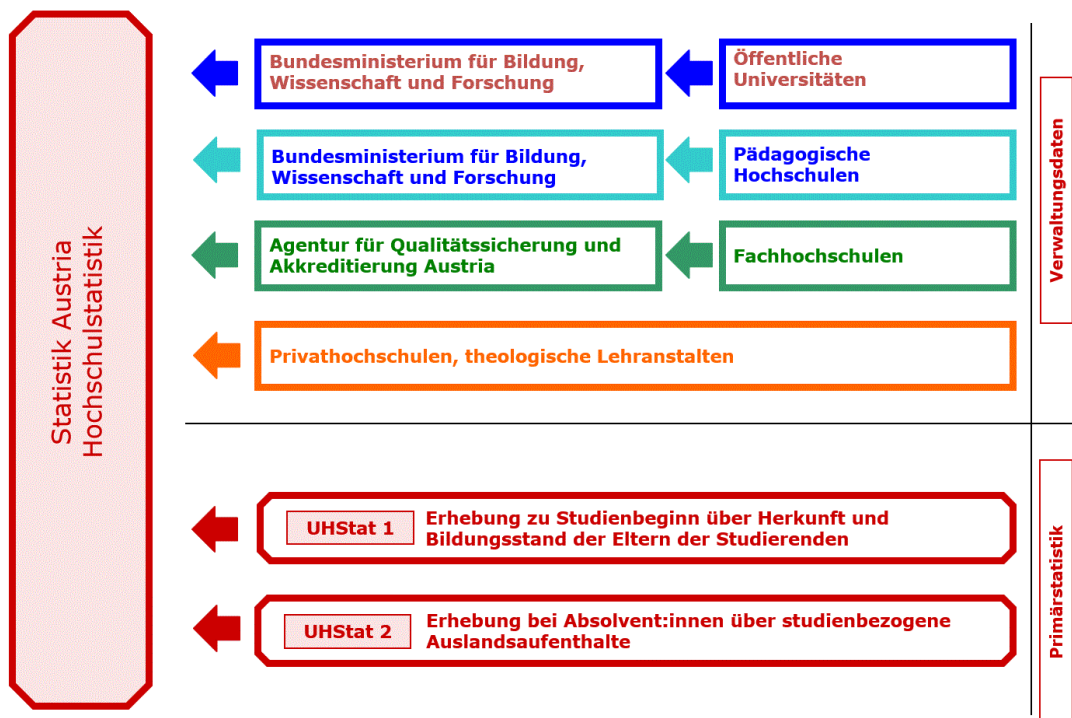 Statistik Austria
Hochschulstatistik
Bundesministerium für Bildung,
Wissenschaft und Forschung
Öffentliche
Universitäten
Bundesministerium für Bildung,
Wissenschaft und Forschung
Pädagogische
Hochschulen
Agentur für Qualitätssicherung und
Akkreditierung Austria
Fachhochschulen
Privathochschulen, theologische Lehranstalten
Verwaltungsdaten
UHStat 1
Erhebung zu Studienbeginn über Herkunft und
Bildungsstand der Eltern der Studierenden
UHStat 2
Erhebung bei Absolvent:innen über studienbezogene
Auslandsaufenthalte
Primärstatistik